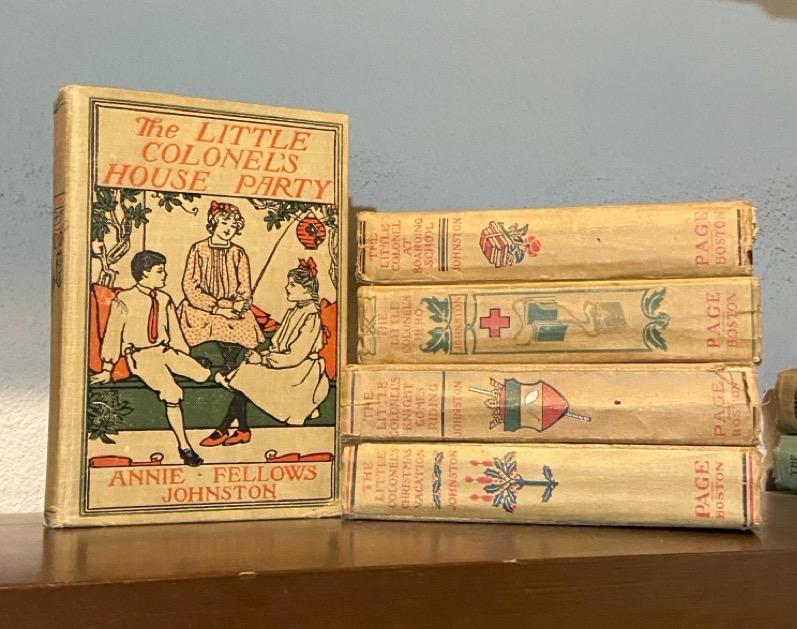 The LITTLE
COLONEL'S
HOUSE PARTY
ANNIE · FELLOWS
JOHNSTON
THE
LITTLE
COLONEL
AT
BOARDING
SCHOOL
JOHNSTON
PAGE
BOSTON
THE
LITTLE
COLONEL'S
HERO
JOHNSTON
PAGE
BOSTON
THE
LITTLE
COLONEL'S
KNIGHT
COMES
RIDING
JOHNSTON
PAGE
BOSTON
THE
LITTLE
COLONEL'S
CHRISTMAS
VACATION
JOHNSTON
PAGE
BOSTON
THE